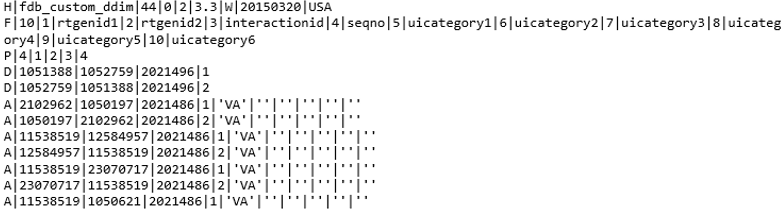 H|fdb_custom_ddim|44|0|2|3.3|W|20150320|USA
F|10|1|rtgenid1|2|rtgenid2|3|interactionid|4|seqno|5|uicategory1|6|uicategory2|7|uicategory3|8|uicateg
ory4|9|uicategory5|10|uicategory6
P|4|1|2|3|4
D|1051388|1052759|2021496|1
D|1052759|1051388|2021496|2
A|2102962|1050197|2021486|1|'VA'|''|''|''|''|''
A|1050197|2102962|2021486|2|'VA'|''|''|''|''|''
A|11538519|12584957|2021486|1|'VA'|''|''|''|''|''
A|12584957|11538519|2021486|2|'VA'|''|''|''|''|''
A|11538519|23070717|2021486|1|'VA'|''|''|''|''|''
A|23070717|11538519|2021486|2|'VA'|''|''|''|''|''
A|11538519|1050621|2021486|1|'VA'|''|''|''|''|''